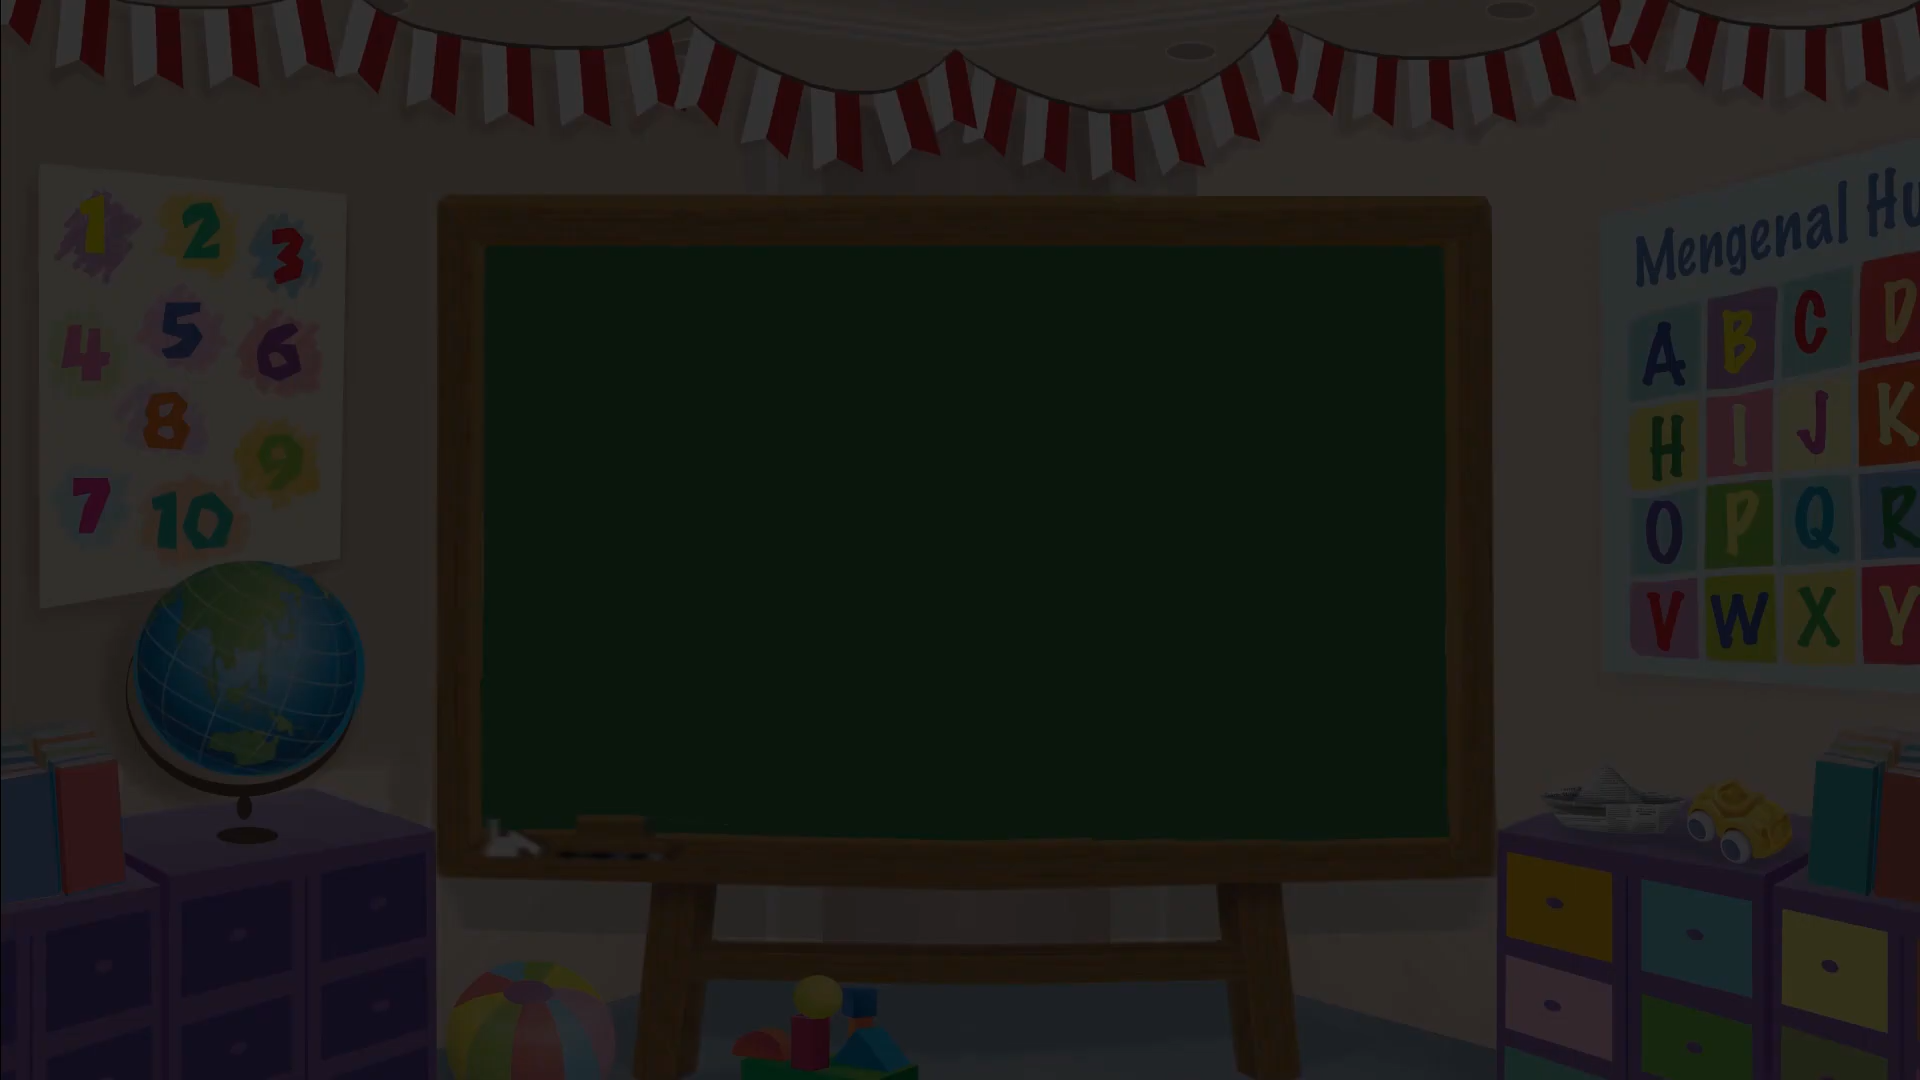 1 2 3
4 5 6
8 9
7 10
Mengenal Hu
A B C D
H I J K
O P Q R
V W X Y